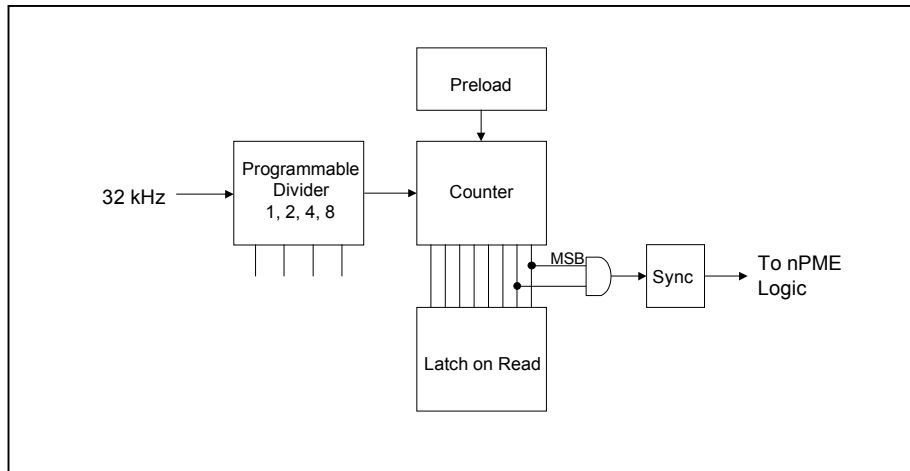 Preload
32 kHz
Programmable
Divider
1, 2, 4, 8
Counter
MSB
Sync
To nPME
Logic
Latch on Read